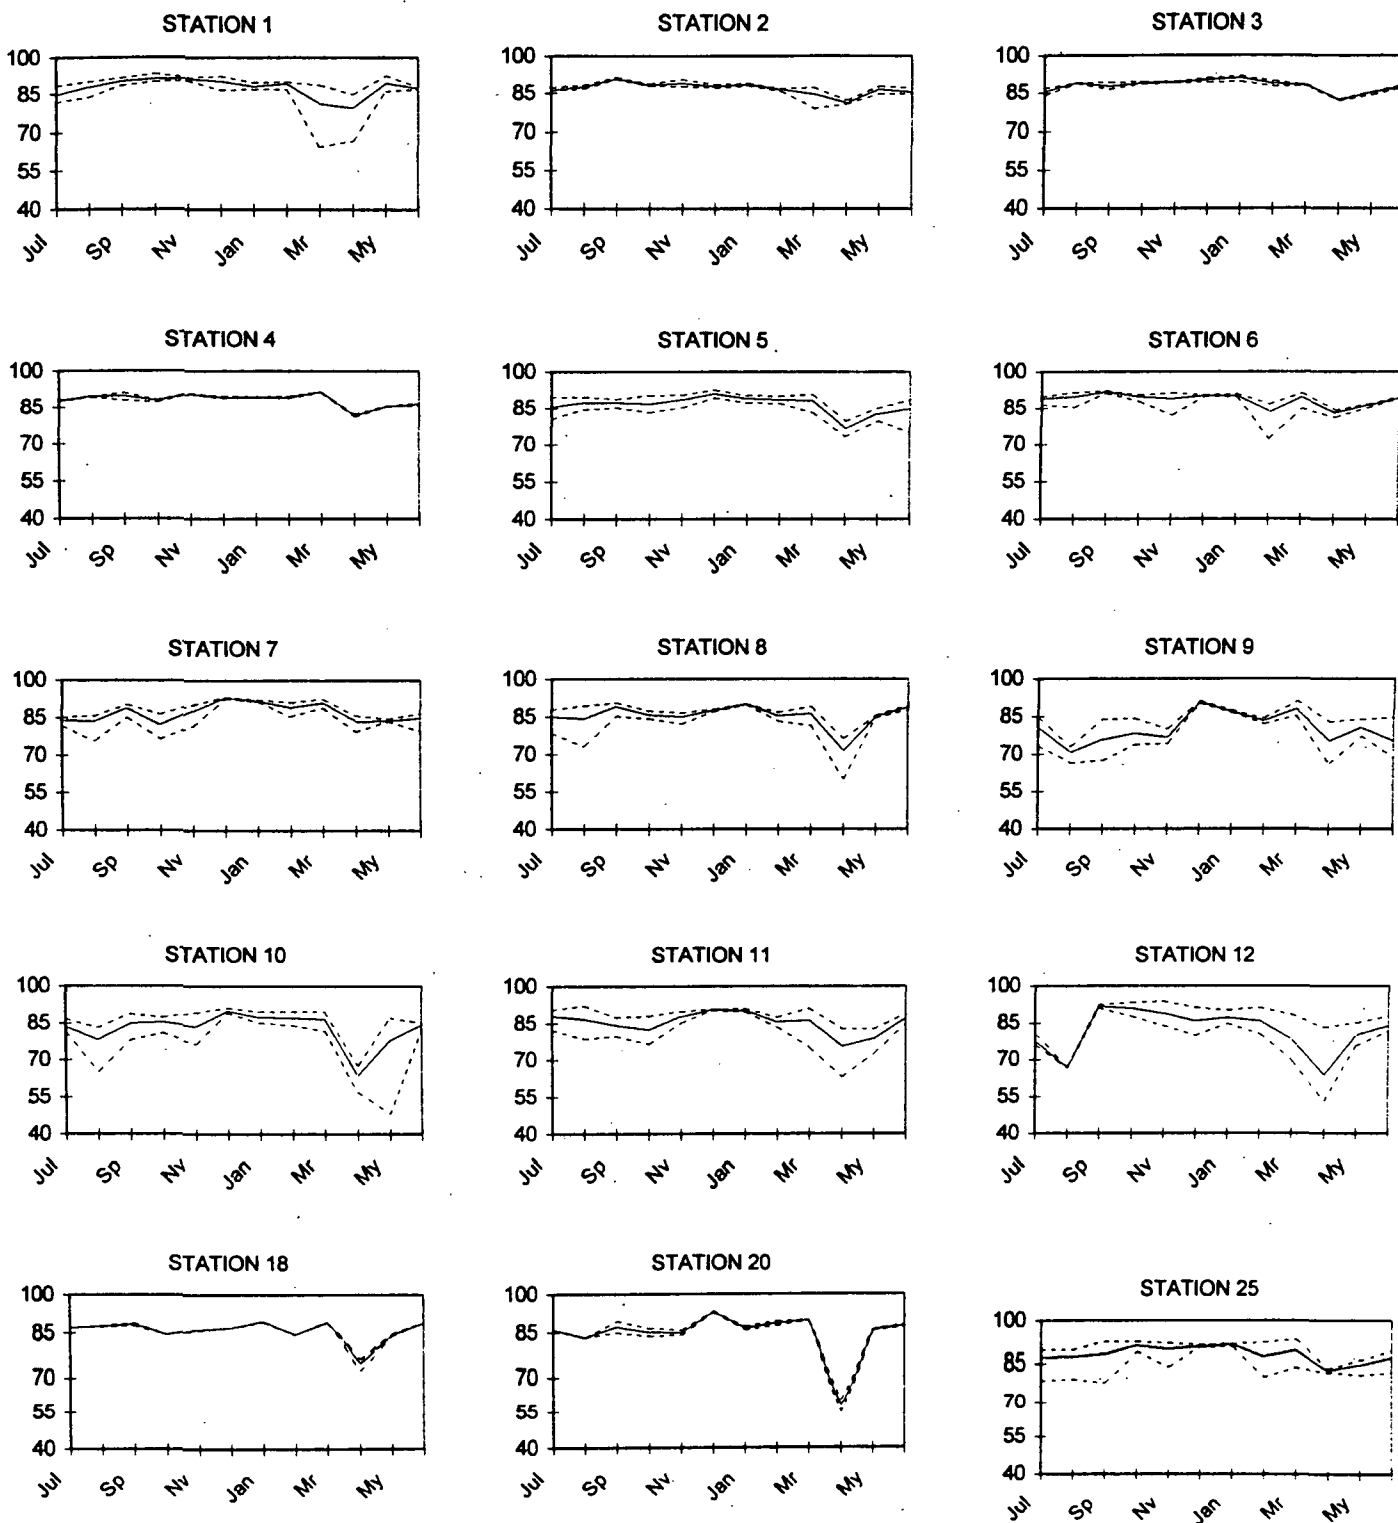 STATION 1
100
85
70
55
40
Jul Sp Nv Jan Mr My
STATION 2
100
85
70
55
40
Jul Sp Nv Jan Mr My
STATION 3
100
85
70
55
40
Jul Sp Nv Jan Mr My
STATION 4
100
85
70
55
40
Jul Sp Nv Jan Mr My
STATION 5
100
85
70
55
40
Jul Sp Nv Jan Mr My
STATION 6
100
85
70
55
40
Jul Sp Nv Jan Mr My
STATION 7
100
85
70
55
40
Jul Sp Nv Jan Mr My
STATION 8
100
85
70
55
40
Jul Sp Nv Jan Mr My
STATION 9
100
85
70
55
40
Jul Sp Nv Jan Mr My
STATION 10
100
85
70
55
40
Jul Sp Nv Jan Mr My
STATION 11
100
85
70
55
40
Jul Sp Nv Jan Mr My
STATION 12
100
85
70
55
40
Jul Sp Nv Jan Mr My
STATION 18
100
85
70
55
40
Jul Sp Nv Jan Mr My
STATION 20
100
85
70
55
40
Jul Sp Nv Jan Mr My
STATION 25
100
85
70
55
40
Jul Sp Nv Jan Mr My